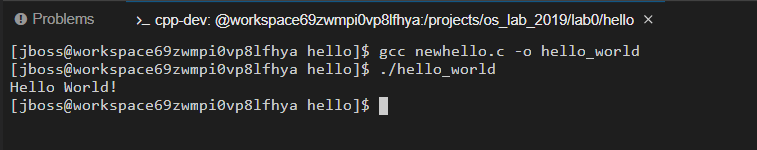 Problems
>_ cpp-dev: @workspace69zwmpi0vp8lfhya:/projects/os_lab_2019/lab0/hello ×
[jboss@workspace69zwmpi0vp8lfhya hello]$ gcc newhello.c -o hello_world
[jboss@workspace69zwmpi0vp8lfhya hello]$ ./hello_world
Hello World!
[jboss@workspace69zwmpi0vp8lfhya hello]$